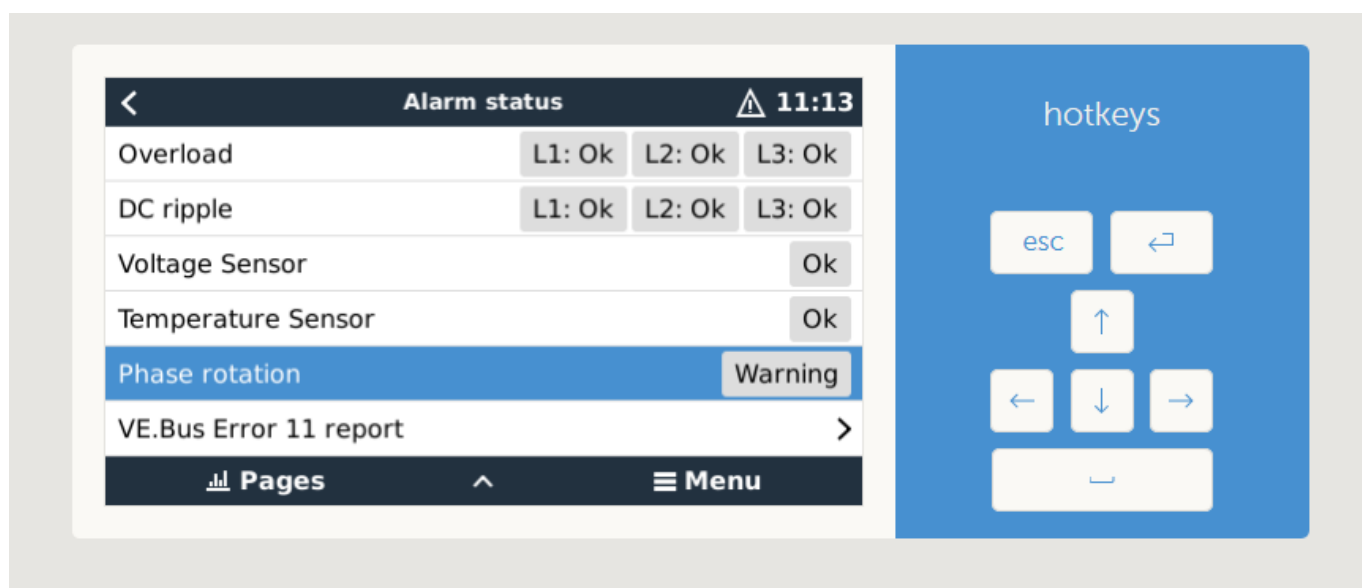 Alarm status 11:13
Overload L1: Ok L2: Ok L3: Ok
DC ripple L1: Ok L2: Ok L3: Ok
Voltage Sensor Ok
Temperature Sensor Ok
Phase rotation Warning
VE.Bus Error 11 report
Pages Menu
hotkeys
esc